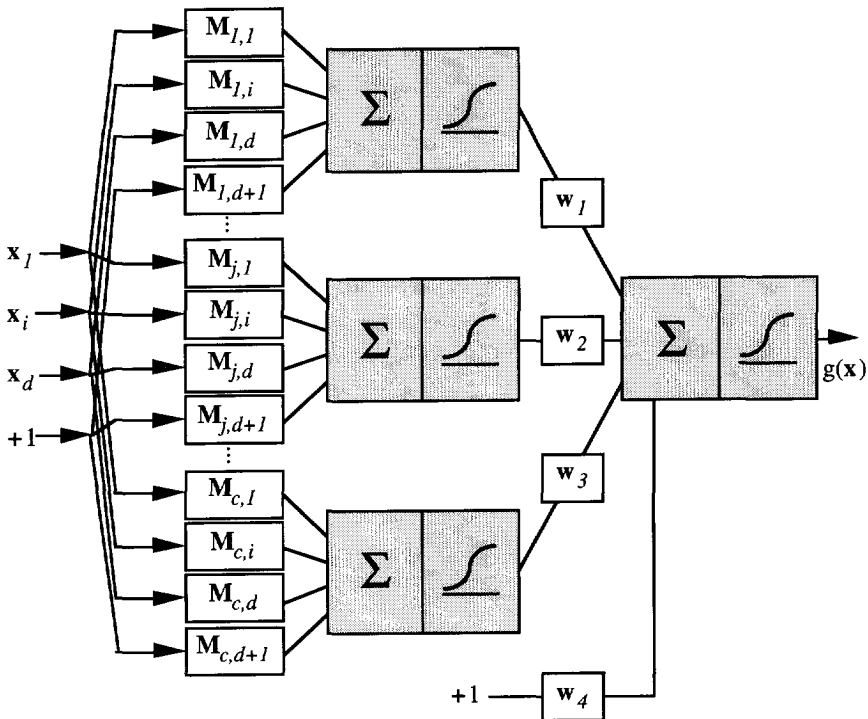 M1,1
M1,i
M1,d
M1,d+1
⋮
x1
xi
xd
+1
Mj,1
Mj,i
Mj,d
Mj,d+1
⋮
Mc,1
Mc,i
Mc,d
Mc,d+1
Σ
Σ
Σ
w1
w2
w3
+1
w4
Σ
g(x)